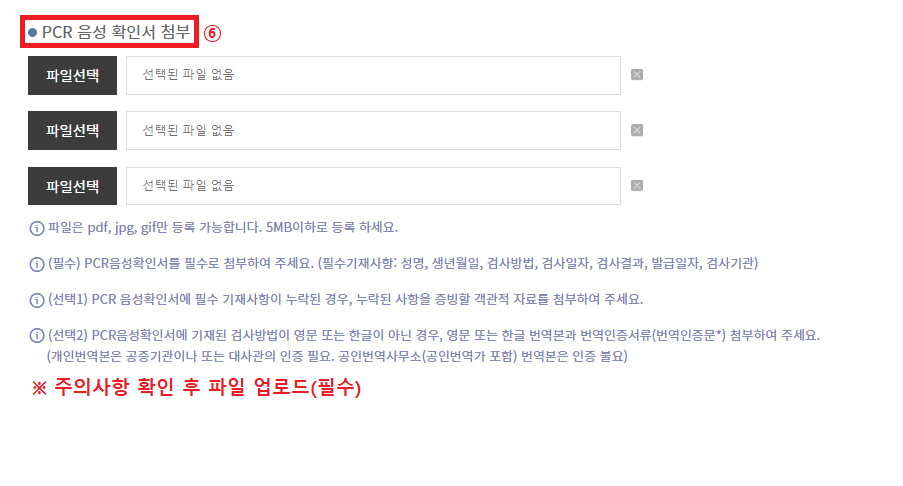 ● PCR 음성 확인서 첨부 ⑥
파일선택 선택된 파일 없음
파일선택 선택된 파일 없음
파일선택 선택된 파일 없음
파일은 pdf, jpg, gif만 등록 가능합니다. 5MB이하로 등록 하세요.
(필수) PCR음성확인서를 필수로 첨부하여 주세요. (필수기재사항: 성명, 생년월일, 검사방법, 검사일자, 검사결과, 발급일자, 검사기관)
(선택1) PCR 음성확인서에 필수 기재사항이 누락된 경우, 누락된 사항을 증빙할 객관적 자료를 첨부하여 주세요.
(선택2) PCR음성확인서에 기재된 검사방법이 영문 또는 한글이 아닌 경우, 영문 또는 한글 번역본과 번역인증서류(번역인증문*) 첨부하여 주세요.
(개인번역본은 공증기관이나 또는 대사관의 인증 필요. 공인번역사무소(공인번역가 포함) 번역본은 인증 불요)
※ 주의사항 확인 후 파일 업로드(필수)